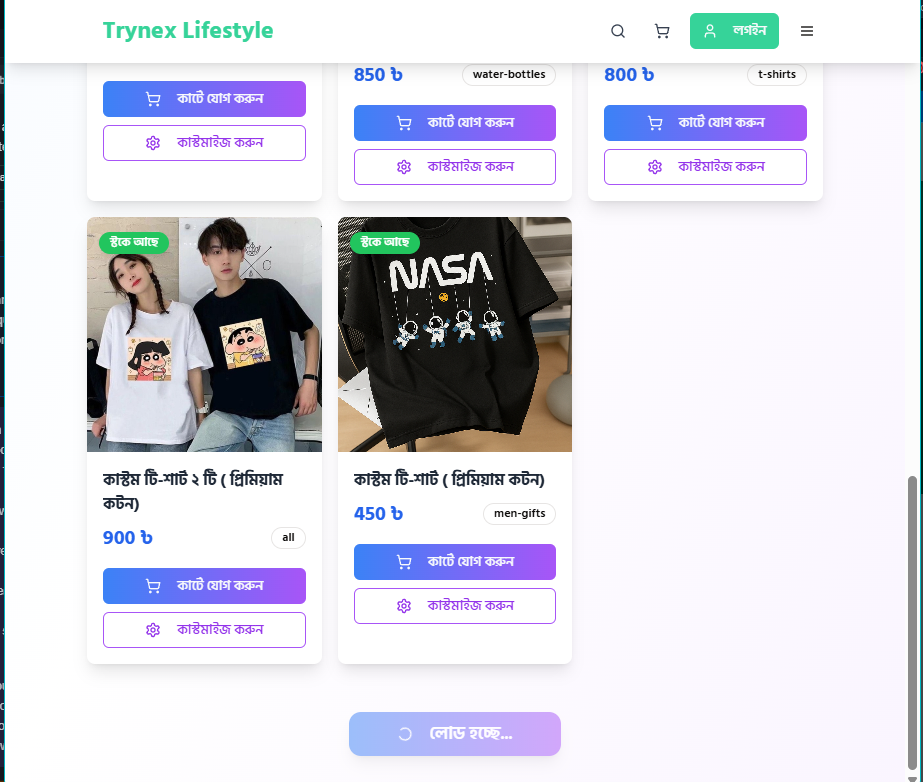 Trynex Lifestyle
লগইন
850 ৳
water-bottles
800 ৳
t-shirts
কার্টে যোগ করুন
কার্টে যোগ করুন
কার্টে যোগ করুন
কাস্টমাইজ করুন
কাস্টমাইজ করুন
কাস্টমাইজ করুন
স্টকে আছে
স্টকে আছে
NASA
কাস্টম টি-শার্ট ২ টি ( প্রিমিয়াম
কটন)
900 ৳
all
কার্টে যোগ করুন
কাস্টমাইজ করুন
কাস্টম টি-শার্ট ( প্রিমিয়াম কটন)
450 ৳
men-gifts
কার্টে যোগ করুন
কাস্টমাইজ করুন
লোড হচ্ছে...